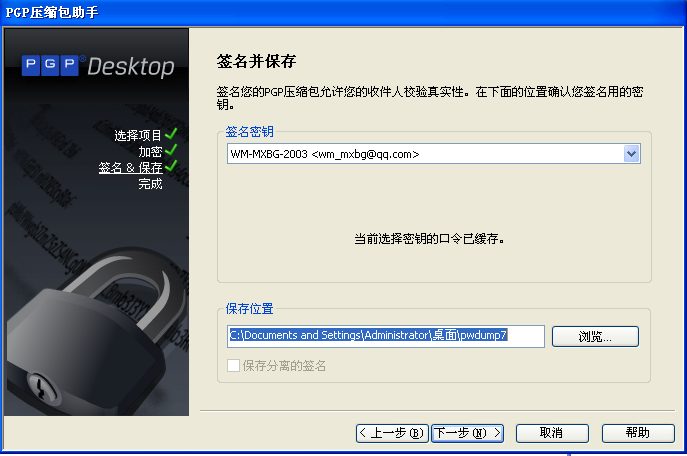 PGP压缩包助手
PGP® Desktop
选择项目
加密
签名 & 保存
完成
签名并保存
签名您的PGP压缩包允许您的收件人校验真实性。在下面的位置确认您签名用的密
钥。
签名密钥
WM-MXBG-2003 <wm_mxbg@qq.com>
当前选择密钥的口令已缓存。
保存位置
C:\Documents and Settings\Administrator\桌面\pwdump7
浏览...
保存分离的签名
< 上一步(B)
下一步(N) >
取消
帮助